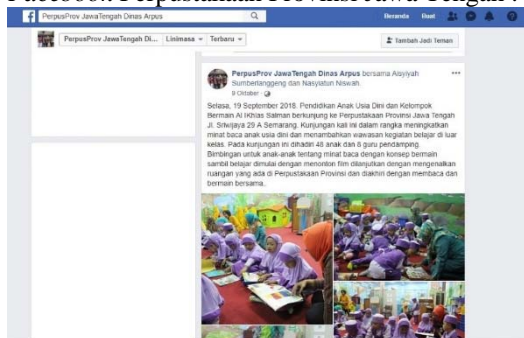 Facebook Perpustakaan Provinsi Jawa Tengah :
PerpusProv JawaTengah Dinas Arpus
Beranda Buat
PerpusProv JawaTengah Di... Linimasa Terbaru
Tambah Jadi Teman
PerpusProv JawaTengah Dinas Arpus bersama Aisyiyah
Sumberlanggeng dan Nasyiatun Niswah.
9 Oktober
Selasa, 19 September 2018. Pendidikan Anak Usia Dini dan Kelompok
Bermain Al IKhlas Salman berkunjung ke Perpustakaan Provinsi Jawa Tengah
Jl. Sriwijaya 29 A Semarang. Kunjungan kali ini dalam rangka meningkatkan
minat baca anak usia dini dan menambahkan wawasan kegiatan belajar di luar
kelas. Pada kunjungan ini dihadiri 48 anak dan 8 guru pendamping.
Bimbingan untuk anak-anak tentang minat baca dengan konsep bermain
sambil belajar dimulai dengan menonton film dilanjutkan dengan mengenalkan
ruangan yang ada di Perpustakaan Provinsi dan diakhiri dengan membaca dan
bermain bersama..